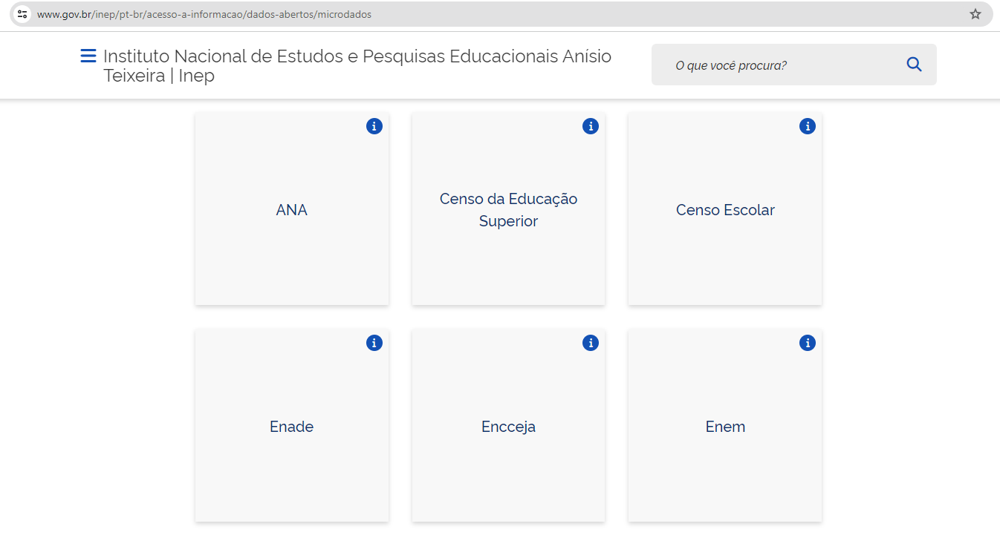 www.gov.br/inep/pt-br/acesso-a-informacao/dados-abertos/microdados
Instituto Nacional de Estudos e Pesquisas Educacionais Anísio
Teixeira | Inep
O que você procura?
ANA
Censo da Educação
Superior
Censo Escolar
Enade
Encceja
Enem